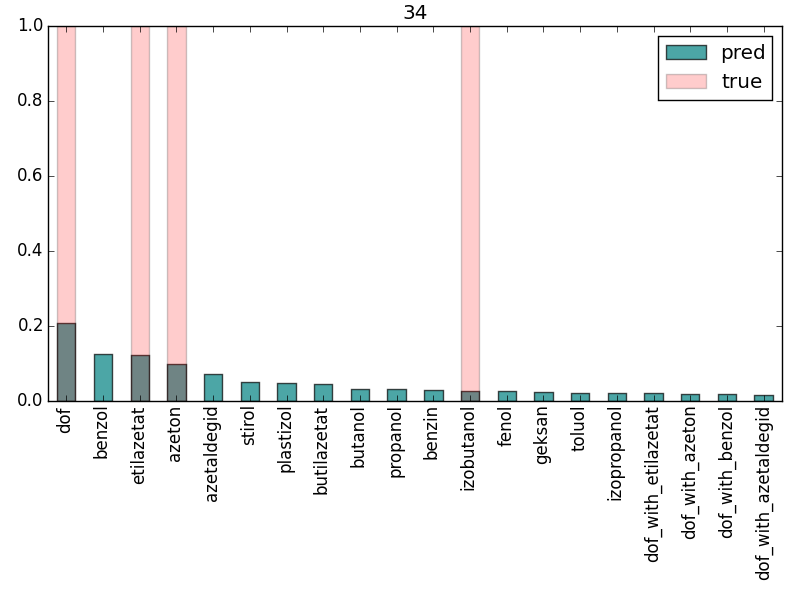 34
1.0
0.8
0.6
0.4
0.2
0.0
pred
true
dof
benzol
etilazetat
azeton
azetaldegid
stirol
plastizol
butilazetat
butanol
propanol
benzin
izobutanol
fenol
geksan
toluol
izopropanol
dof_with_etilazetat
dof_with_azeton
dof_with_benzol
dof_with_azetaldegid